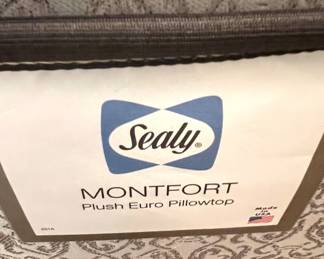 Sealy®
MONTFORT
Plush Euro Pillowtop
Made
in
USA